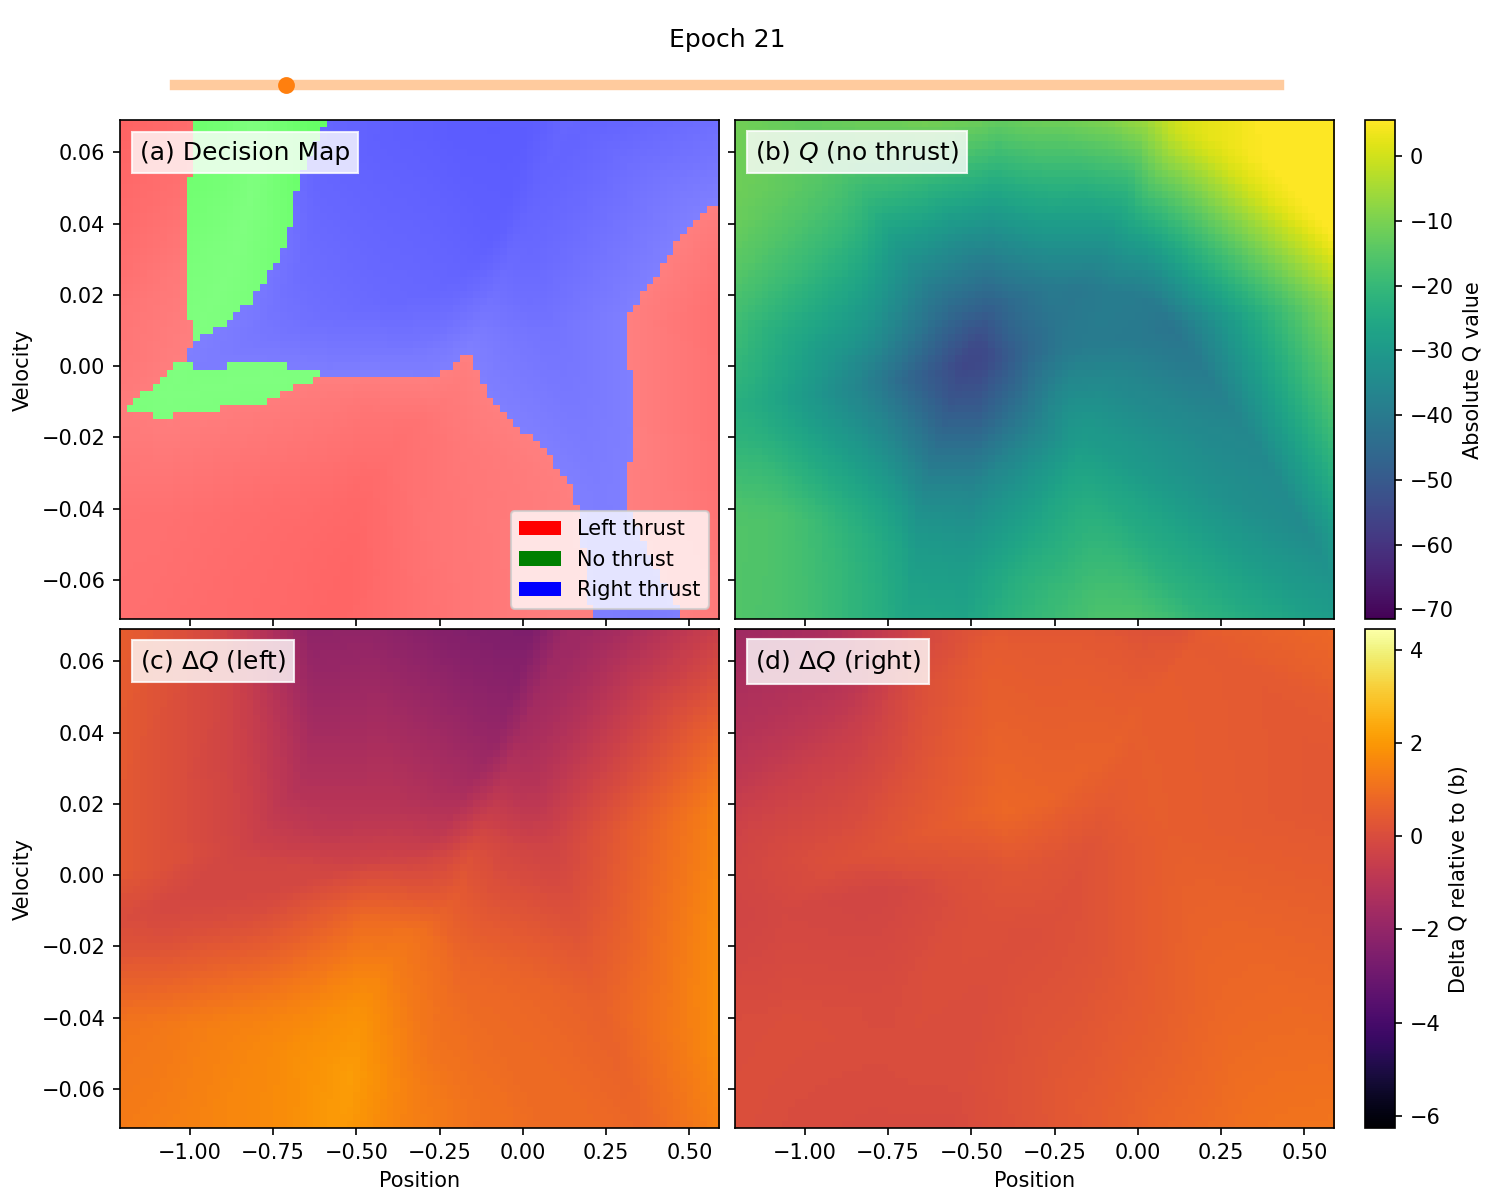 Epoch 21
(a) Decision Map
(b) Q (no thrust)
0.06
0.04
0.02
0.00
−0.02
−0.04
−0.06
Velocity
Left thrust
No thrust
Right thrust
0
−10
−20
−30
−40
−50
−60
−70
Absolute Q value
(c) ΔQ (left)
(d) ΔQ (right)
0.06
0.04
0.02
0.00
−0.02
−0.04
−0.06
Velocity
4
2
0
−2
−4
−6
Delta Q relative to (b)
−1.00 −0.75 −0.50 −0.25 0.00 0.25 0.50
Position
−1.00 −0.75 −0.50 −0.25 0.00 0.25 0.50
Position